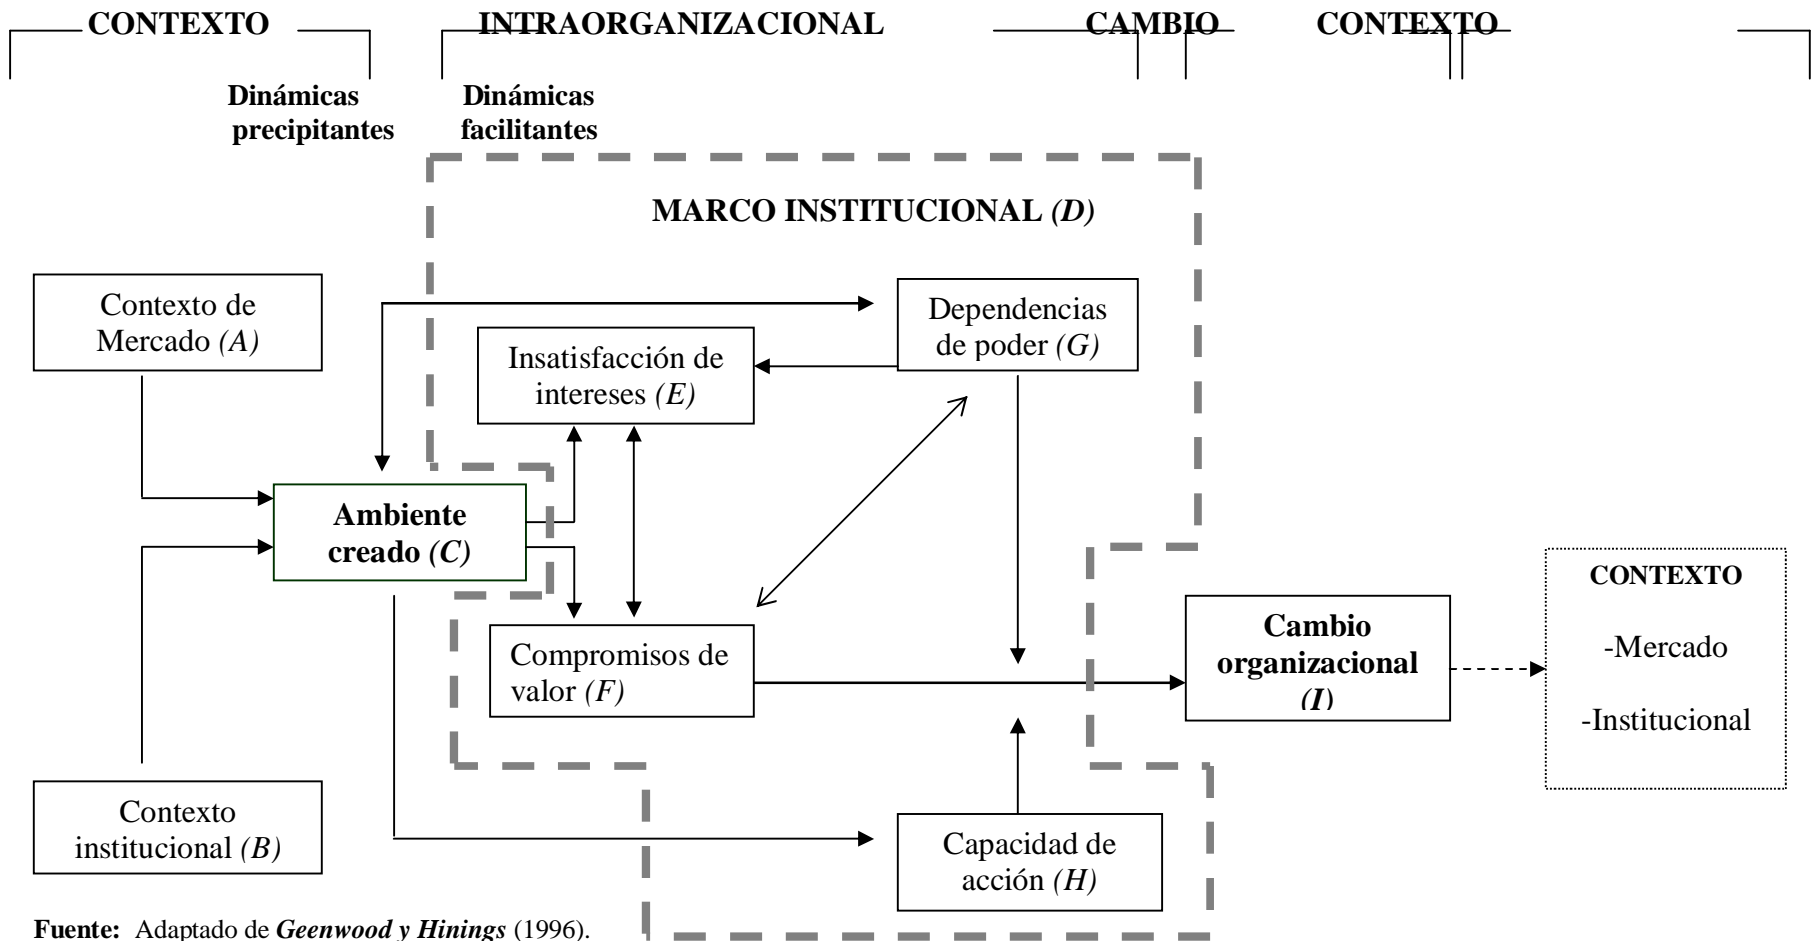 CONTEXTO INTRAORGANIZACIONAL CAMBIO CONTEXTO
Dinámicas
precipitantes
Dinámicas
facilitantes
MARCO INSTITUCIONAL (D)
Contexto de
Mercado (A)
Dependencias
de poder (G)
Insatisfacción de
intereses (E)
Ambiente
creado (C)
Compromisos de
valor (F)
Cambio
organizacional
(I)
CONTEXTO
-Mercado
-Institucional
Contexto
institucional (B)
Capacidad de
acción (H)
Fuente: Adaptado de Geenwood y Hinings (1996).